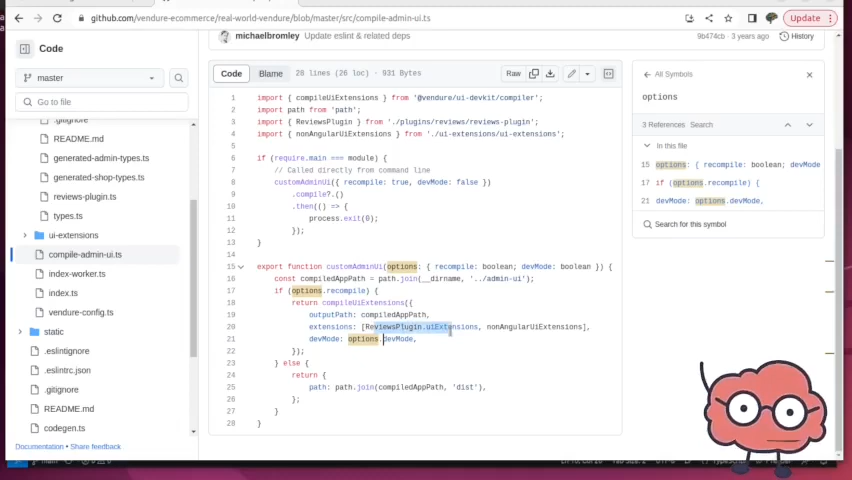 github.com/vendure-ecommerce/real-world-vendure/blob/master/src/compile-admin-ui.ts
Update
Code
michaelbromley Update eslint & related deps
9b474cb · 3 years ago
History
master
Go to file
.gitignore
README.md
generated-admin-types.ts
generated-shop-types.ts
reviews-plugin.ts
types.ts
ui-extensions
compile-admin-ui.ts
index-worker.ts
index.ts
vendure-config.ts
static
.eslintignore
.eslintrc.json
.gitignore
README.md
codegen.ts
Documentation • Share feedback
Code Blame 28 lines (26 loc) · 931 Bytes
Raw
1 import { compileUiExtensions } from '@vendure/ui-devkit/compiler';
2 import path from 'path';
3 import { ReviewsPlugin } from './plugins/reviews/reviews-plugin';
4 import { nonAngularUiExtensions } from './ui-extensions/ui-extensions';
5
6 if (require.main === module) {
7 // Called directly from command line
8 customAdminUi({ recompile: true, devMode: false })
9 .compile?.()
10 .then(() => {
11 process.exit(0);
12 });
13 }
14
15 export function customAdminUi(options: { recompile: boolean; devMode: boolean }) {
16 const compiledAppPath = path.join(__dirname, '../admin-ui');
17 if (options.recompile) {
18 return compileUiExtensions({
19 outputPath: compiledAppPath,
20 extensions: [ReviewsPlugin.uiExtensions, nonAngularUiExtensions],
21 devMode: options.devMode,
22 });
23 } else {
24 return {
25 path: path.join(compiledAppPath, 'dist'),
26 };
27 }
28 }
All Symbols
options
3 References Search
In this file
15 options: { recompile: boolean; devMode
17 if (options.recompile) {
21 devMode: options.devMode,
Search for this symbol